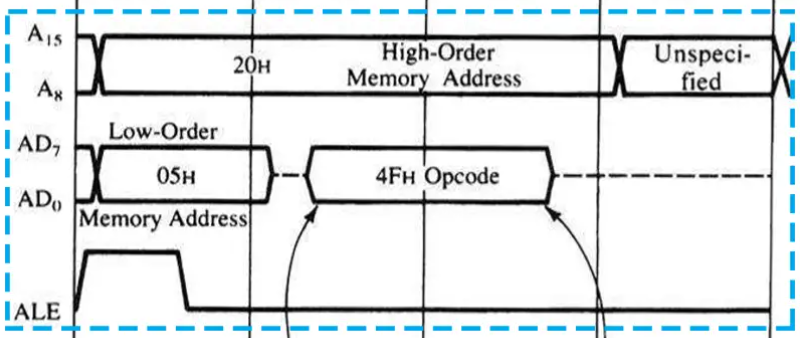 A15
20H
High-Order
Memory Address
Unspeci-
fied
A8
Low-Order
AD7
05H
4FH Opcode
AD0
Memory Address
ALE